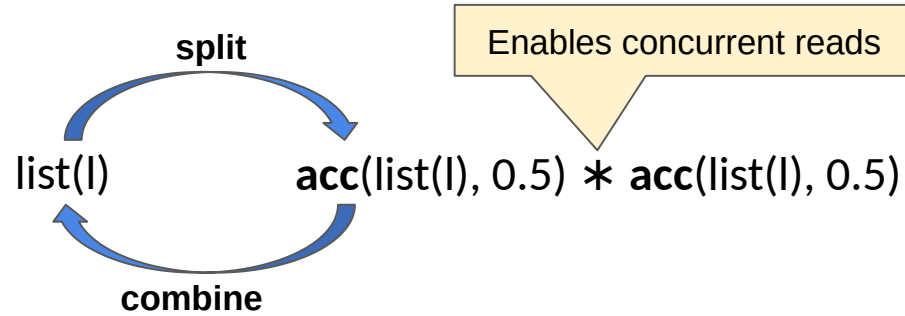 split
Enables concurrent reads
list(l) acc(list(l), 0.5) ∗ acc(list(l), 0.5)
combine